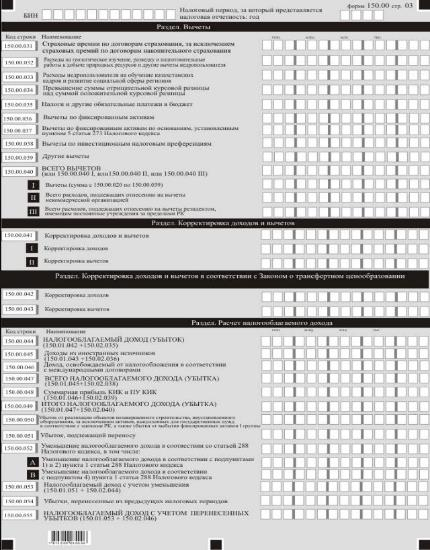 форма 150.00 стр. 03
БИН
Налоговый период, за который представляется
налоговая отчетность: год
Раздел. Вычеты
Код строки Наименование
150.00.031 Страховые премии по договорам страхования, за исключением
страховых премий по договорам накопительного страхования
150.00.032 Расходы на геологическое изучение, разведку и подготовительные
работы к добыче природных ресурсов и другие вычеты недропользователя
150.00.033 Расходы недропользователя на обучение казахстанских
кадров и развитие социальной сферы регионов
150.00.034 Превышение суммы отрицательной курсовой разницы
над суммой положительной курсовой разницы
150.00.035 Налоги и другие обязательные платежи в бюджет
150.00.036 Вычеты по фиксированным активам
150.00.037 Вычеты по фиксированным активам по основаниям, установленным
пунктом 5 статьи 273 Налогового кодекса
150.00.038 Вычеты по инвестиционным налоговым преференциям
150.00.039 Другие вычеты
150.00.040 ВСЕГО ВЫЧЕТОВ
(или 150.00.040 I, или 150.00.040 II, или 150.00.040 III)
I Вычеты (сумма с 150.00.020 по 150.00.039)
II Всего расходов, подлежащих отнесению на вычеты
некоммерческой организацией
III Всего расходов, подлежащих отнесению на вычеты резидентом,
имеющим постоянные учреждения за пределами РК
Раздел. Корректировка доходов и вычетов
150.00.041 Корректировка доходов и вычетов
I Корректировка доходов
II Корректировка вычетов
Раздел. Корректировка доходов и вычетов в соответствии с Законом о трансфертном ценообразовании
150.00.042 Корректировка доходов
150.00.043 Корректировка вычетов
Раздел. Расчет налогооблагаемого дохода
Код строки Наименование
150.00.044 НАЛОГООБЛАГАЕМЫЙ ДОХОД (УБЫТОК)
(150.01.042 +150.02.035)
150.00.045 Доходы из иностранных источников
(150.01.043 +150.02.036)
150.00.046 Доход, освобождаемый от налогообложения в соответствии
с международными договорами
150.00.047 ВСЕГО НАЛОГООБЛАГАЕМОГО ДОХОДА (УБЫТКА)
(150.01.045+150.02.038)
150.00.048 Суммарная прибыль КИК и ПУ КИК
(150.01.046+150.02.039)
150.00.049 ИТОГО НАЛОГООБЛАГАЕМОГО ДОХОДА (УБЫТКА)
(150.01.047+150.02.040)
150.00.050
150.00.051 Убыток, подлежащий переносу
150.00.052 Уменьшение налогооблагаемого дохода в соответствии со статьей 288
Налогового кодекса, в том числе:
A Уменьшение налогооблагаемого дохода в соответствии с подпунктами
1) и 2) пункта 1 статьи 288 Налогового кодекса
B Уменьшение налогооблагаемого дохода в соответствии
с подпунктом 4) пункта 1 статьи 288 Налогового кодекса
150.00.053 Налогооблагаемый доход с учетом уменьшения
(150.01.051 + 150.02.044)
150.00.054 Убытки, перенесенные из предыдущих налоговых периодов
150.00.055 НАЛОГООБЛАГАЕМЫЙ ДОХОД С УЧЕТОМ ПЕРЕНЕСЕННЫХ
УБЫТКОВ (150.01.053 + 150.02.046)